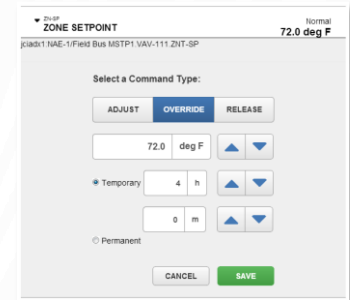 ZN-SP
ZONE SETPOINT
Normal
72.0 deg F
jciadx1:NAE-1/Field Bus MSTP1.VAV-111.ZNT-SP
Select a Command Type:
ADJUST OVERRIDE RELEASE
72.0 deg F
Temporary 4 h
0 m
Permanent
CANCEL SAVE